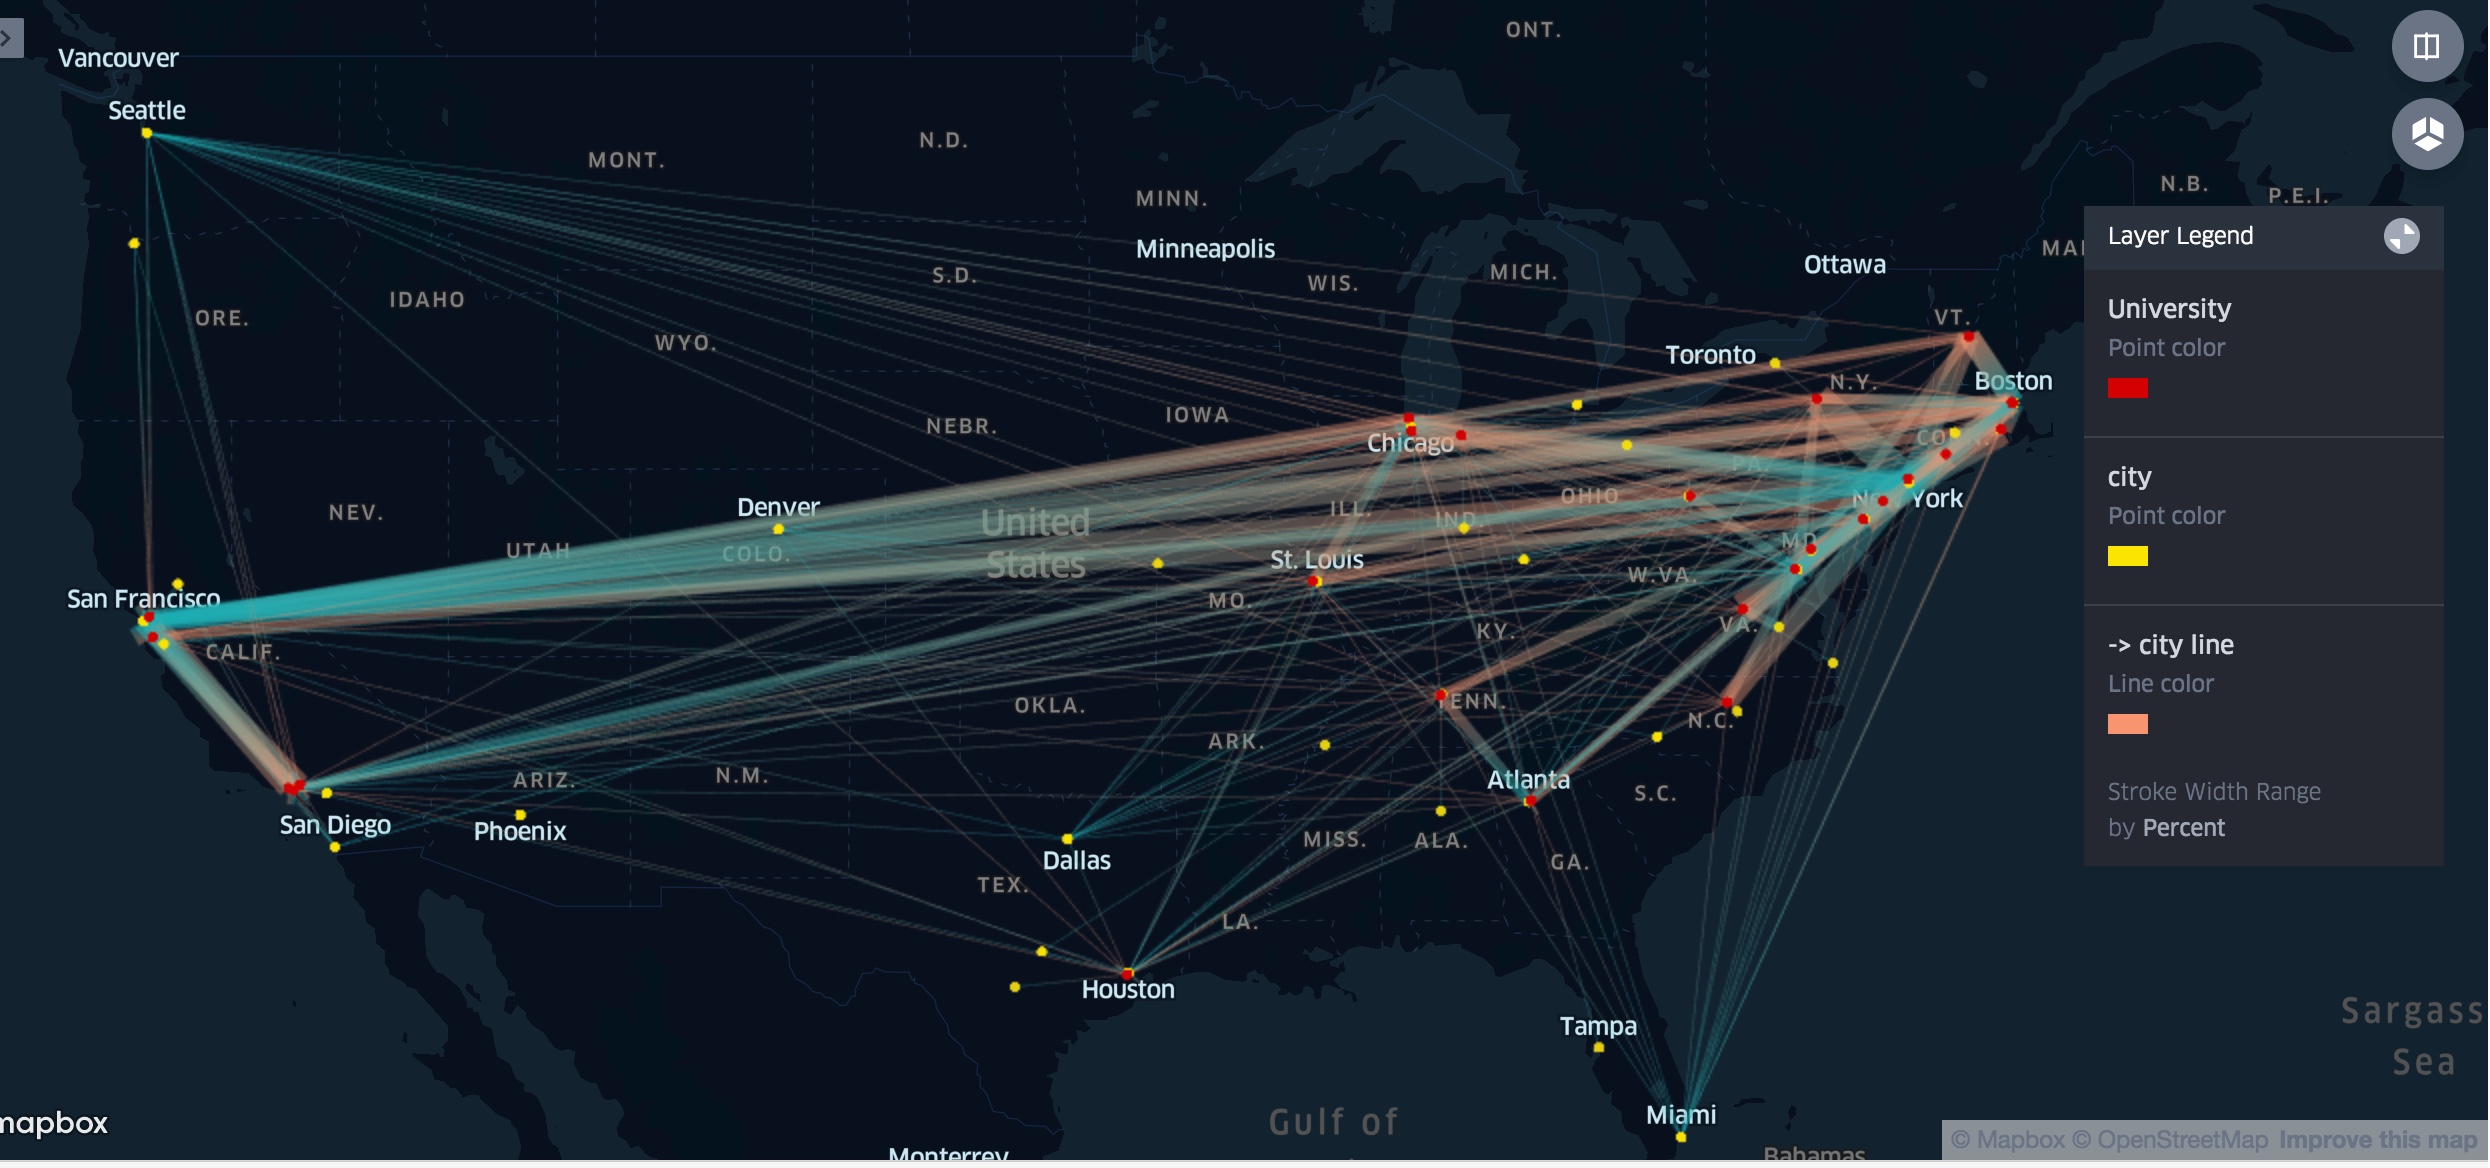 ONT.
Vancouver
Seattle
N.D.
MONT.
MINN.
N.B.
P.E.I.
Minneapolis
MAI
Ottawa
Layer Legend
S.D.
WIS.
MICH.
IDAHO
ORE.
University
VT.
WYO.
Point color
Toronto
N.Y.
Boston
IOWA
NEBR.
CONN.
Chicago
PA.
city
OHIO
New York
Denver
NEV.
ILL.
IND.
Point color
United
States
UTAH
COLO.
MD.
St. Louis
W.VA.
San Francisco
MO.
KY.
VA.
-> city line
CALIF.
Line color
OKLA.
TENN.
N.C.
ARK.
ARIZ.
N.M.
Atlanta
S.C.
Stroke Width Range
by Percent
San Diego
Phoenix
MISS.
ALA.
Dallas
GA.
TEX.
LA.
Houston
Sargass
Sea
Tampa
Miami
Gulf of
mapbox
© Mapbox © OpenStreetMap Improve this map
Monterrey
Bahamas